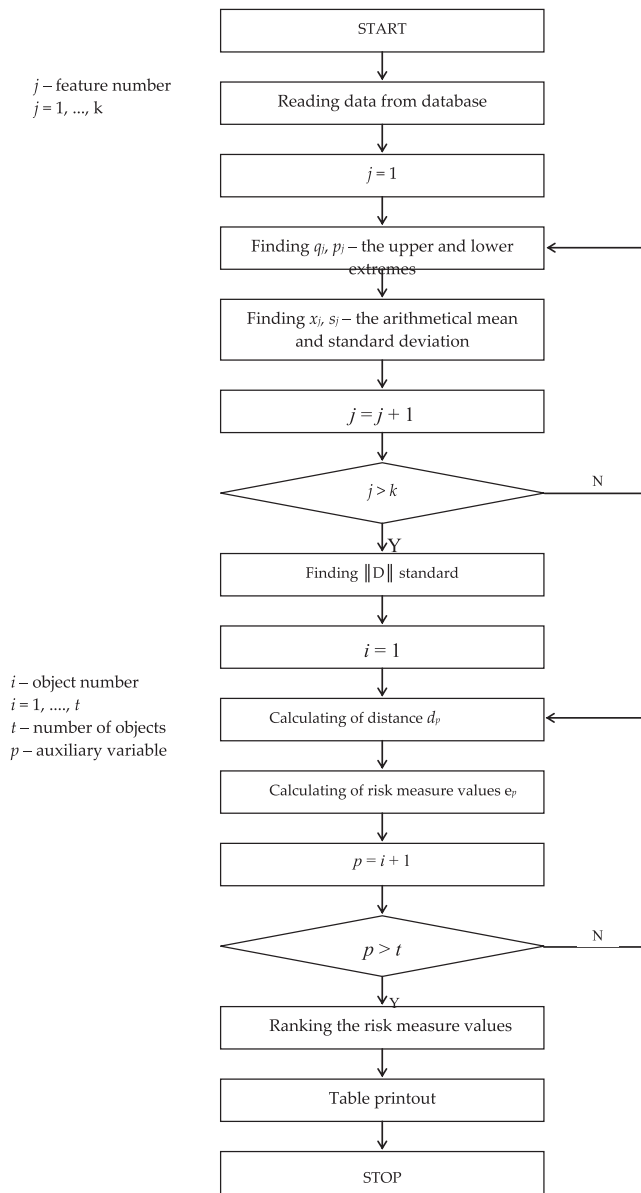 START
j – feature number
j = 1, ..., k
Reading data from database
j = 1
Finding qj, pj – the upper and lower
extremes
Finding xj, sj – the arithmetical mean
and standard deviation
j = j + 1
j > k
N
Y
Finding ‖D‖ standard
i = 1
i – object number
i = 1, ...., t
t – number of objects
p – auxiliary variable
Calculating of distance dp
Calculating of risk measure values ep
p = i + 1
p > t
N
Y
Ranking the risk measure values
Table printout
STOP